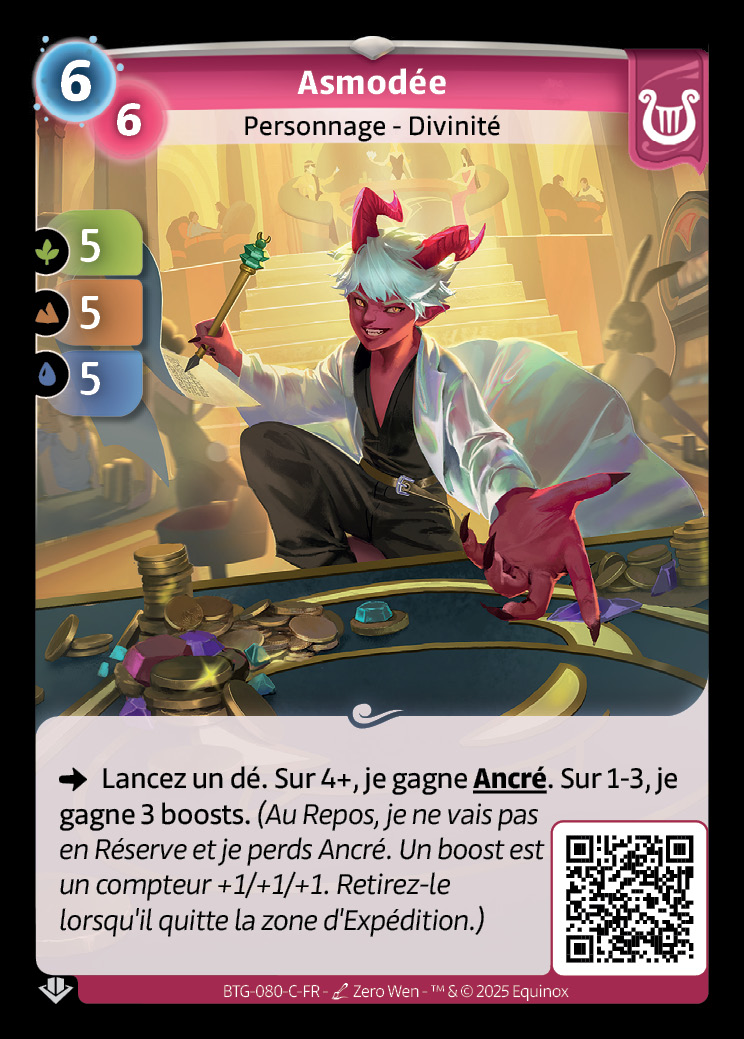 6
Asmodée
6
Personnage - Divinité
5
5
5
Lancez un dé. Sur 4+, je gagne Ancré. Sur 1-3, je
gagne 3 boosts. (Au Repos, je ne vais pas
en Réserve et je perds Ancré. Un boost est
un compteur +1/+1/+1. Retirez-le
lorsqu'il quitte la zone d'Expédition.)
BTG-080-C-FR - Zero Wen - ™ & © 2025 Equinox